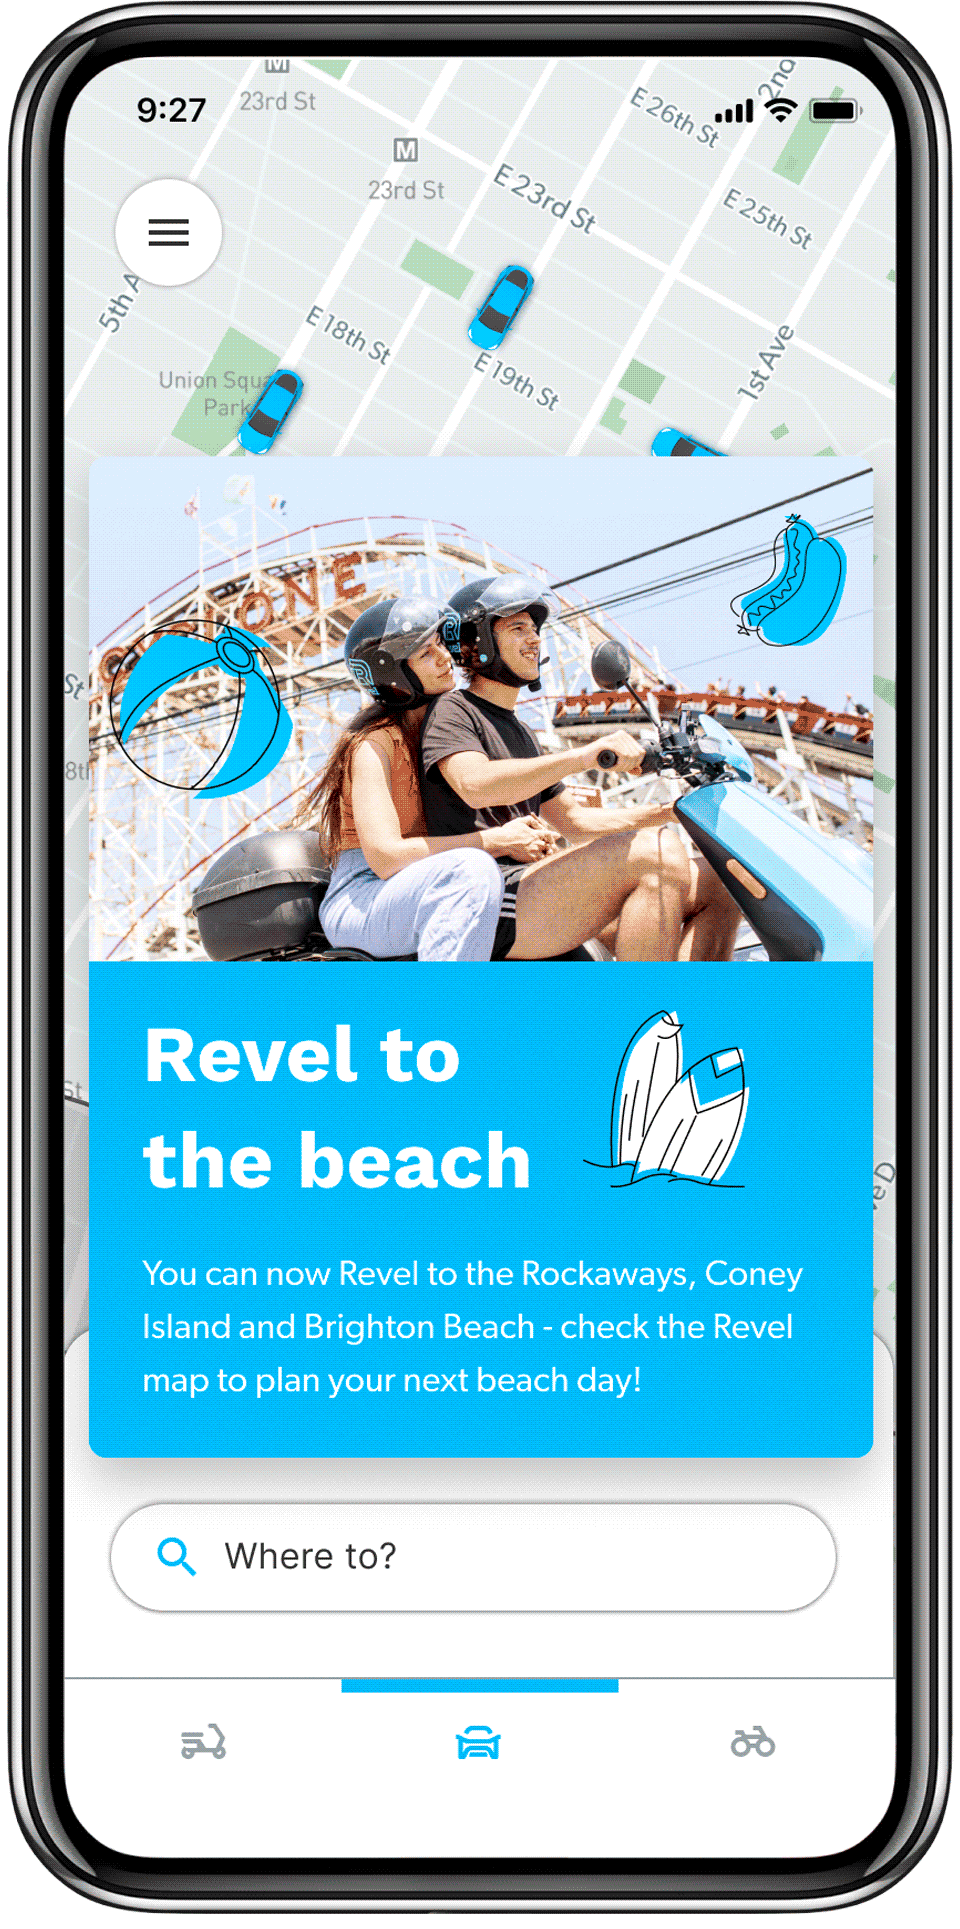 M
23rd St
9:27
2nd
E 26th St
M
23rd St
E 23rd St
E 25th St
5th A
E 18th St
1st Ave
E 19th St
Union Squa
Park
CYCLONE
R
R
St
8th
Revel to
the beach
St
ve D
You can now Revel to the Rockaways, Coney
Island and Brighton Beach - check the Revel
map to plan your next beach day!
Where to?